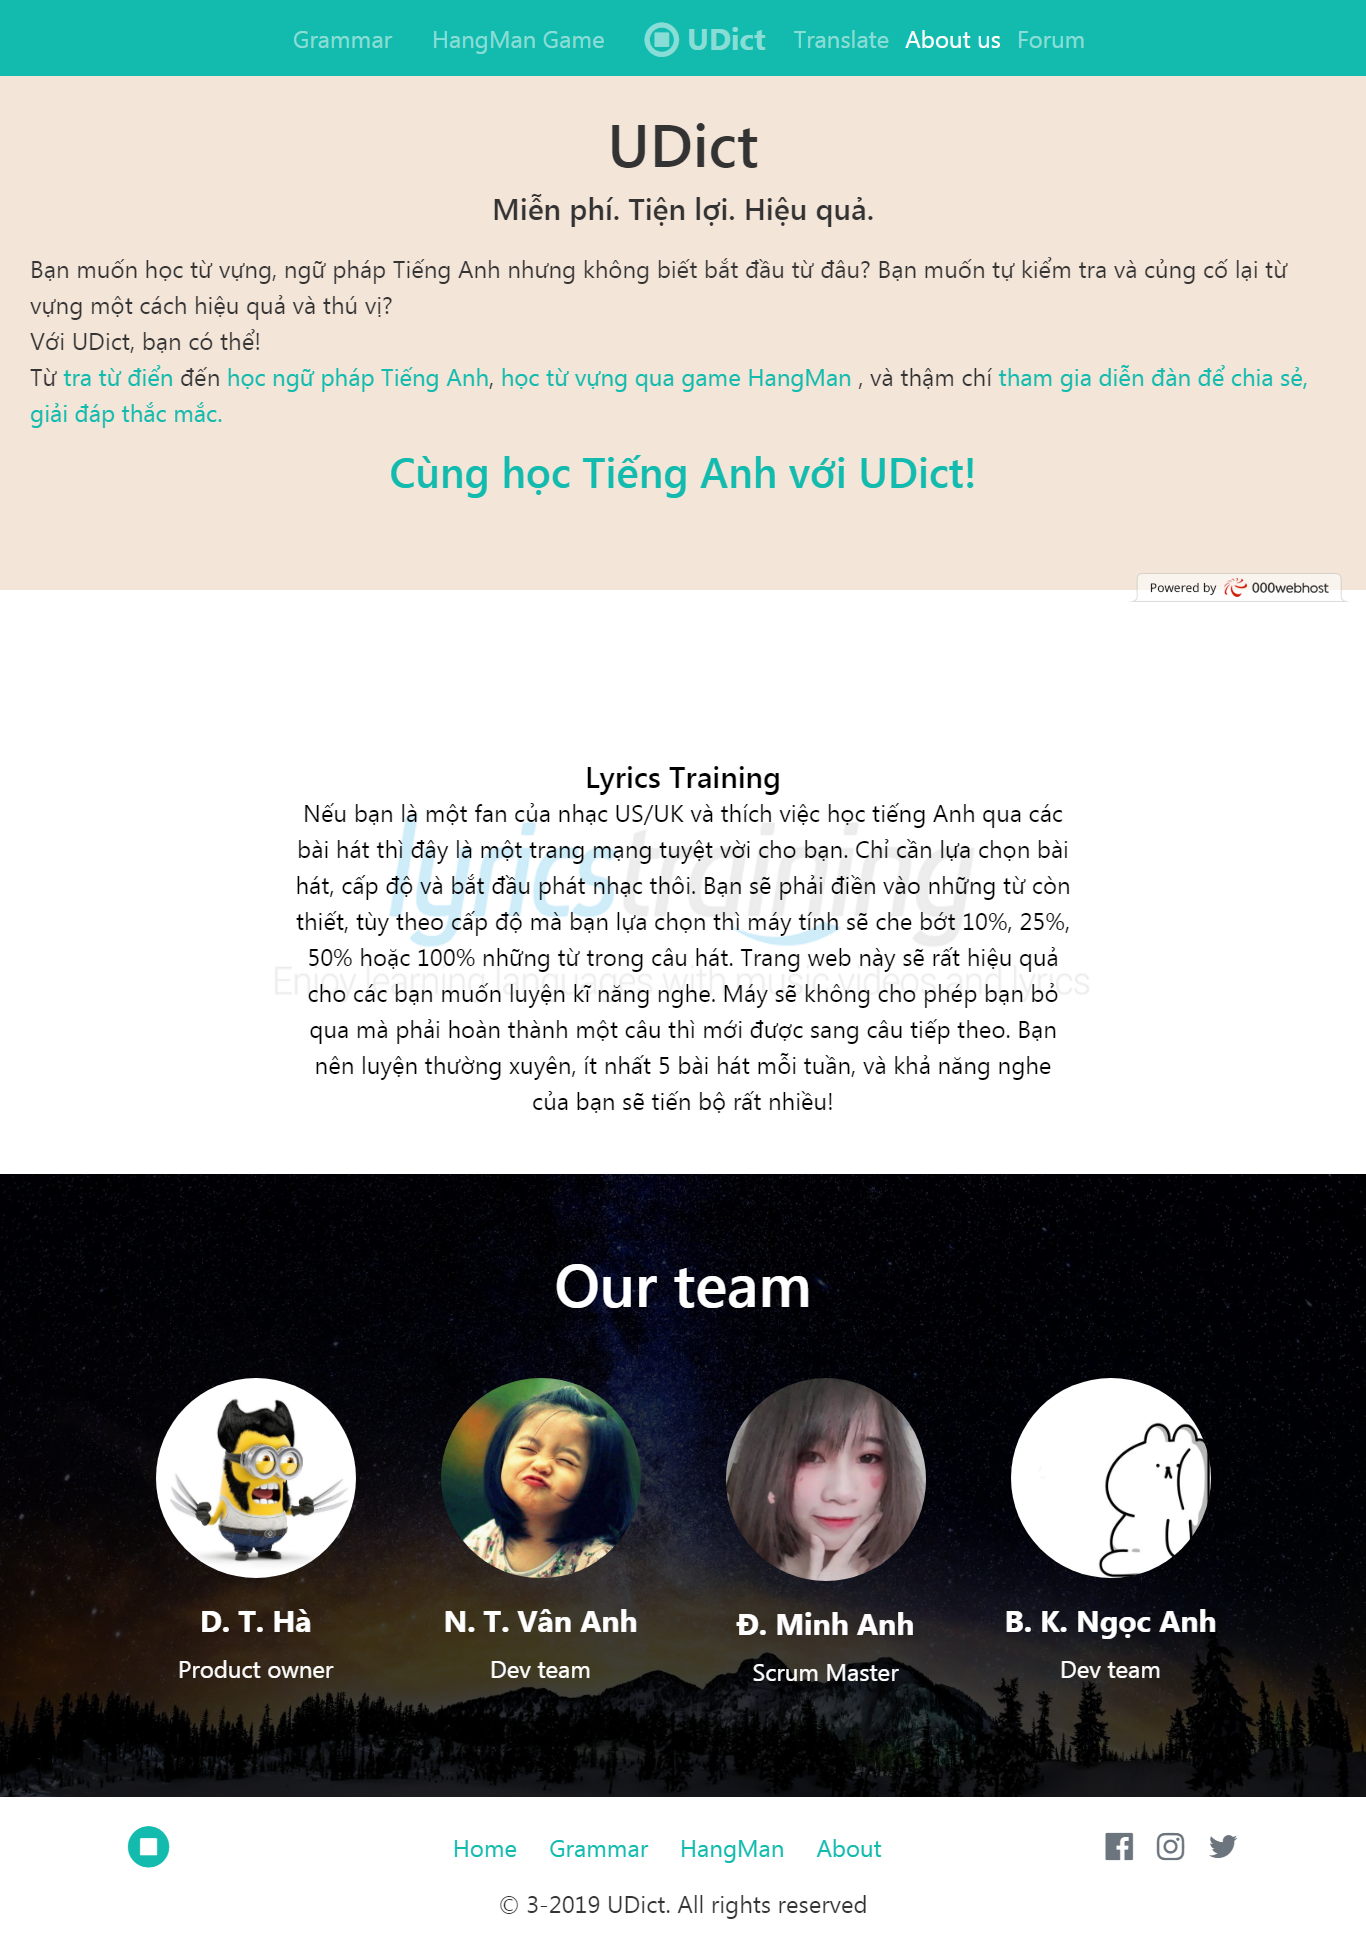 Grammar HangMan Game UDict Translate About us Forum
UDict
Miễn phí. Tiện lợi. Hiệu quả.
Bạn muốn học từ vựng, ngữ pháp Tiếng Anh nhưng không biết bắt đầu từ đâu? Bạn muốn tự kiểm tra và củng cố lại từ
vựng một cách hiệu quả và thú vị?
Với UDict, bạn có thể!
Từ tra từ điển đến học ngữ pháp Tiếng Anh, học từ vựng qua game HangMan , và thậm chí tham gia diễn đàn để chia sẻ,
giải đáp thắc mắc.
Cùng học Tiếng Anh với UDict!
Powered by 000webhost
Lyrics Training
Nếu bạn là một fan của nhạc US/UK và thích việc học tiếng Anh qua các
bài hát thì đây là một trang mạng tuyệt vời cho bạn. Chỉ cần lựa chọn bài
hát, cấp độ và bắt đầu phát nhạc thôi. Bạn sẽ phải điền vào những từ còn
thiết, tùy theo cấp độ mà bạn lựa chọn thì máy tính sẽ che bớt 10%, 25%,
50% hoặc 100% những từ trong câu hát. Trang web này sẽ rất hiệu quả
cho các bạn muốn luyện kĩ năng nghe. Máy sẽ không cho phép bạn bỏ
qua mà phải hoàn thành một câu thì mới được sang câu tiếp theo. Bạn
nên luyện thường xuyên, ít nhất 5 bài hát mỗi tuần, và khả năng nghe
của bạn sẽ tiến bộ rất nhiều!
lyricstraining
Enjoy learning languages with music videos and lyrics
Our team
D. T. Hà N. T. Vân Anh Đ. Minh Anh B. K. Ngọc Anh
Product owner Dev team Scrum Master Dev team
Home Grammar HangMan About
© 3-2019 UDict. All rights reserved